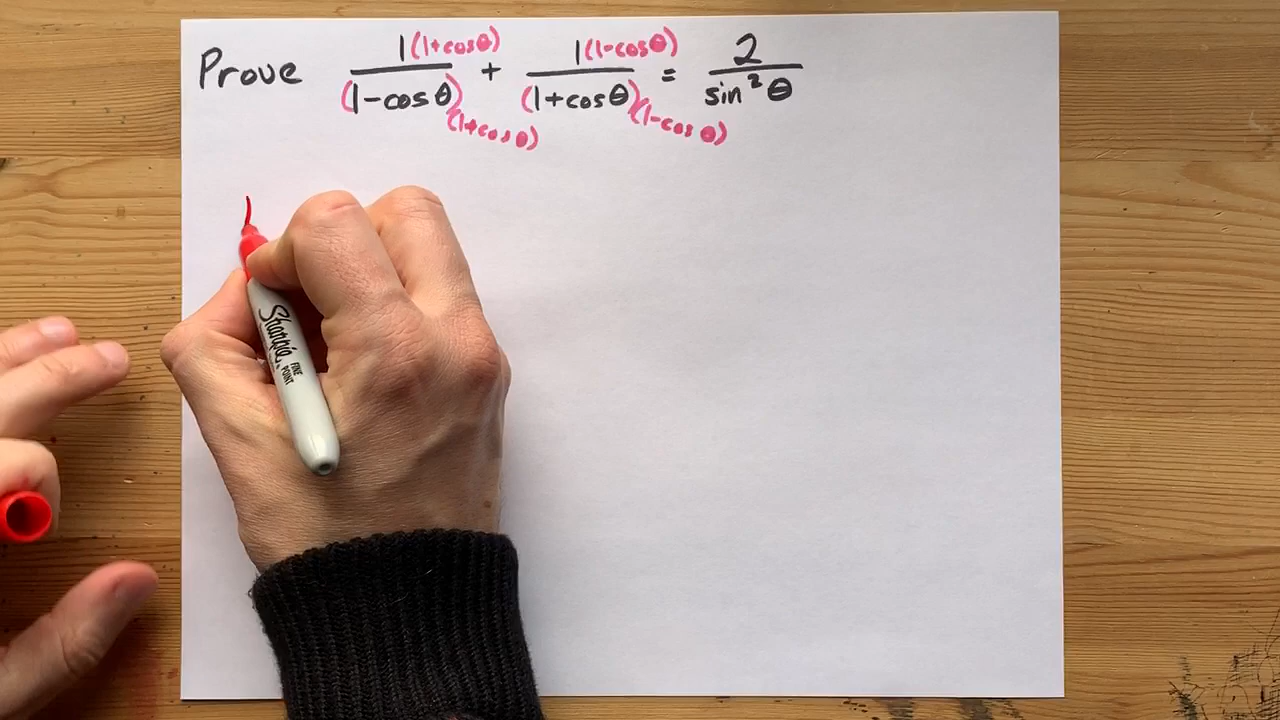 Prove 1(1+cosθ)/(1-cosθ)(1+cosθ) + 1(1-cosθ)/(1+cosθ)(1-cosθ) = 2/sin²θ
Sharpie
FINE
POINT